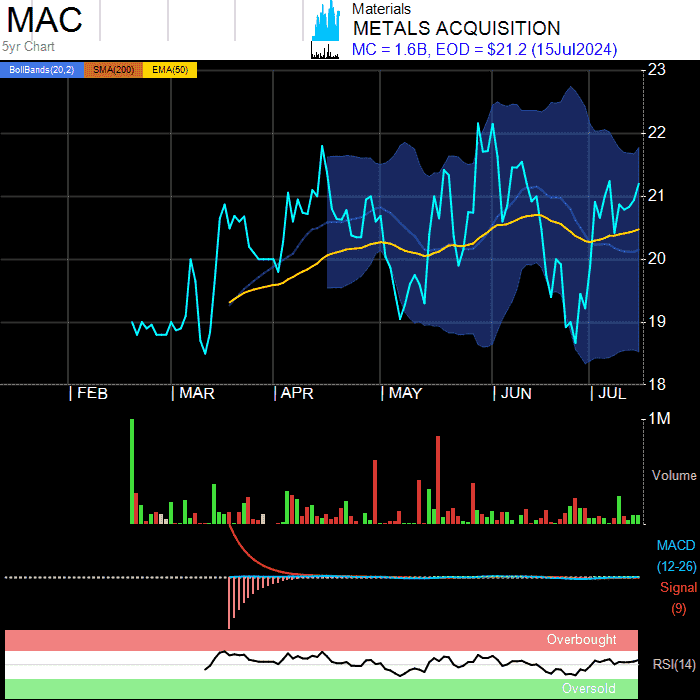 MAC
5yr Chart
Materials
METALS ACQUISITION
MC = 1.6B, EOD = $21.2 (15Jul2024)
BollBands(20,2) SMA(200) EMA(50)
23
22
21
20
19
18
| FEB | MAR | APR | MAY | JUN | JUL
1M
Volume
MACD
(12-26)
Signal
(9)
Overbought
RSI(14)
Oversold